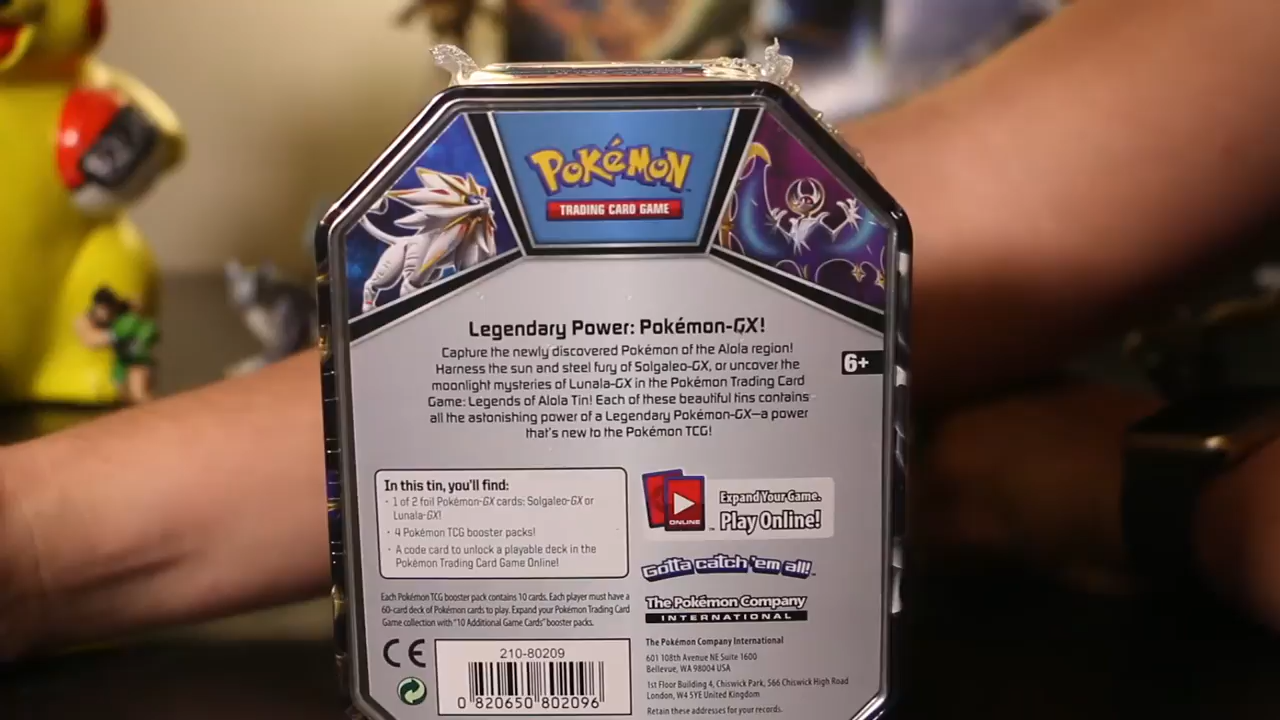 POKéMON
TRADING CARD GAME
Legendary Power: Pokémon-GX!
Capture the newly discovered Pokémon of the Alola region!
Harness the sun and steel fury of Solgaleo-GX, or uncover the
moonlight mysteries of Lunala-GX in the Pokémon Trading Card
Game: Legends of Alola Tin! Each of these beautiful tins contains
all the astonishing power of a Legendary Pokémon-GX—a power
that's new to the Pokémon TCG!
6+
In this tin, you'll find:
· 1 of 2 foil Pokémon-GX cards: Solgaleo-GX or
Lunala-GX!
· 4 Pokémon TCG booster packs!
· A code card to unlock a playable deck in the
Pokémon Trading Card Game Online!
ONLINE
Expand Your Game.
Play Online!
Gotta catch 'em all!
The Pokémon Company
INTERNATIONAL
Each Pokémon TCG booster pack contains 10 cards. Each player must have a
60-card deck of Pokémon cards to play. Expand your Pokémon Trading Card
Game collection with "10 Additional Game Cards" booster packs.
CE
210-80209
0 820650 802096
The Pokémon Company International
601 108th Avenue NE Suite 1600
Bellevue, WA 98004 USA
1st Floor Building 4, Chiswick Park, 566 Chiswick High Road
London, W4 5YE United Kingdom
Retain these addresses for your records.